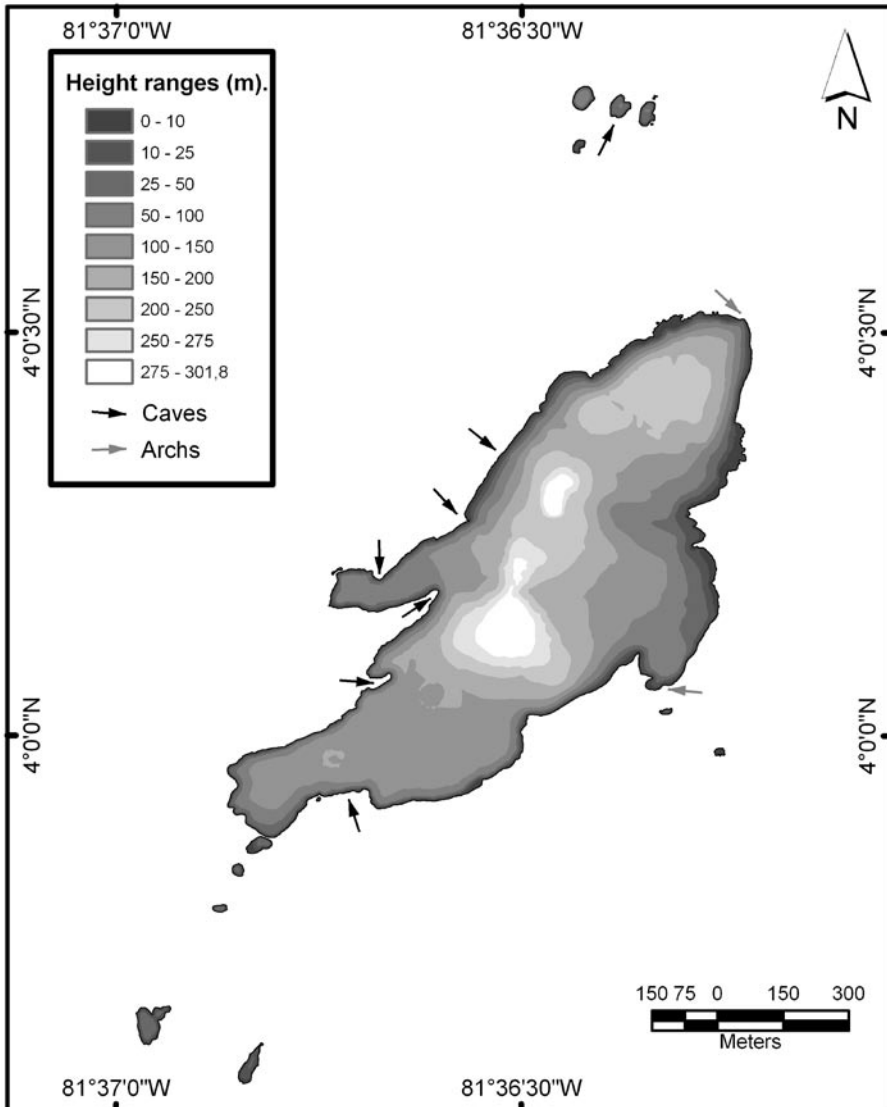 81°37'0"W 81°36'30"W
Height ranges (m).
0 - 10
10 - 25
25 - 50
50 - 100
100 - 150
150 - 200
200 - 250
250 - 275
275 - 301,8
Caves
Archs
N
4°0'30"N 4°0'30"N
4°0'0"N 4°0'0"N
150 75 0 150 300
Meters
81°37'0"W 81°36'30"W